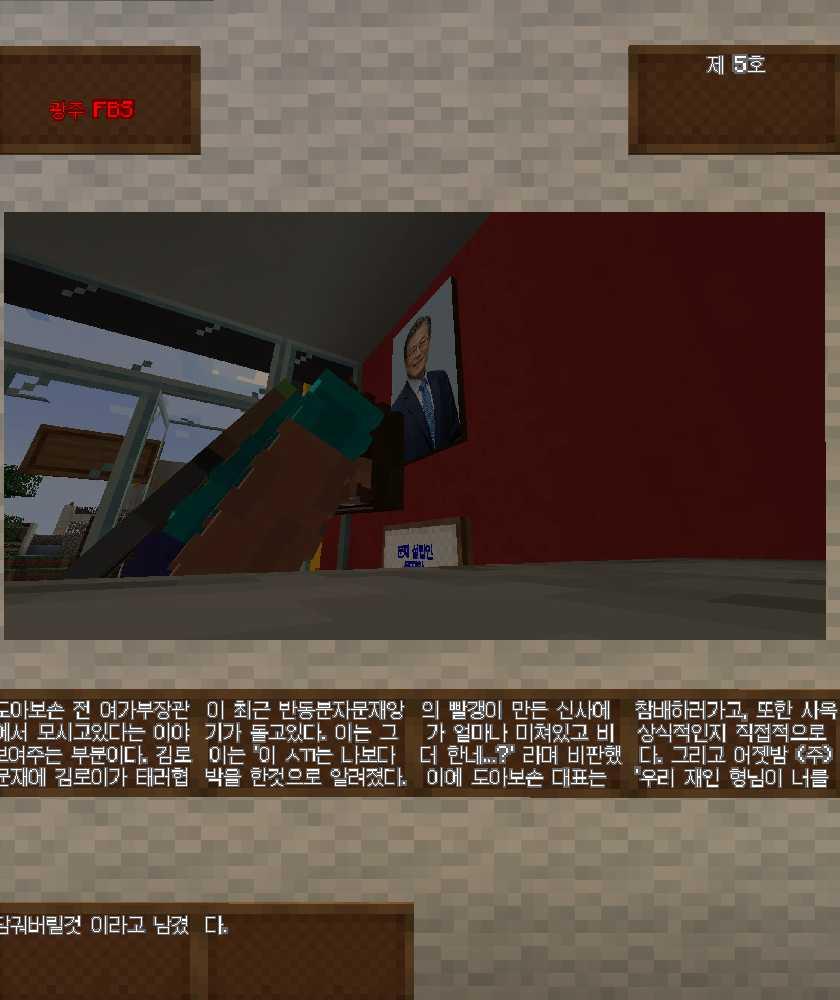 광주 FBS
제 5호
설립인
도아보손 전 여가부장관 이 최근 반동문자문재앙 의 빨갱이 만든 신사에 참배하러가고, 또한 사옥
에서 모시고있다는 이야 기가 돌고있다. 이는 그 가 얼마나 미쳐있고 비 상식적인지 직접적으로
보여주는 부문이다. 김로 이는 '이 ㅅㄲ는 나보다 더 한네...?' 라며 비판했 다. 그리고 어젯밤 (주)
문재에 김로이가 태러협 박을 한것으로 알려졌다. 이에 도아보손 대표는 '우리 재인 형님이 너를
담궈버릴것 이라고 남겼 다.